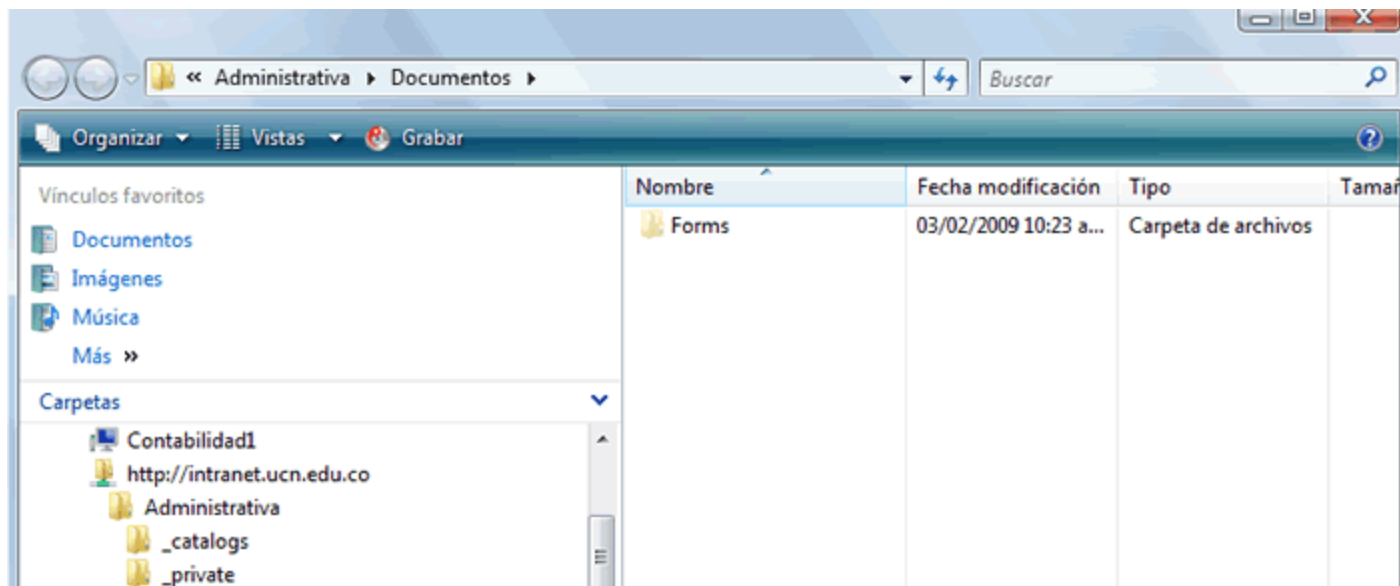 « Administrativa Documentos
Buscar
Organizar Vistas Grabar
Vínculos favoritos
Documentos
Imágenes
Música
Más »
Carpetas
Contabilidad1
http://intranet.ucn.edu.co
Administrativa
_catalogs
_private
Nombre Fecha modificación Tipo Tamañ
Forms 03/02/2009 10:23 a... Carpeta de archivos